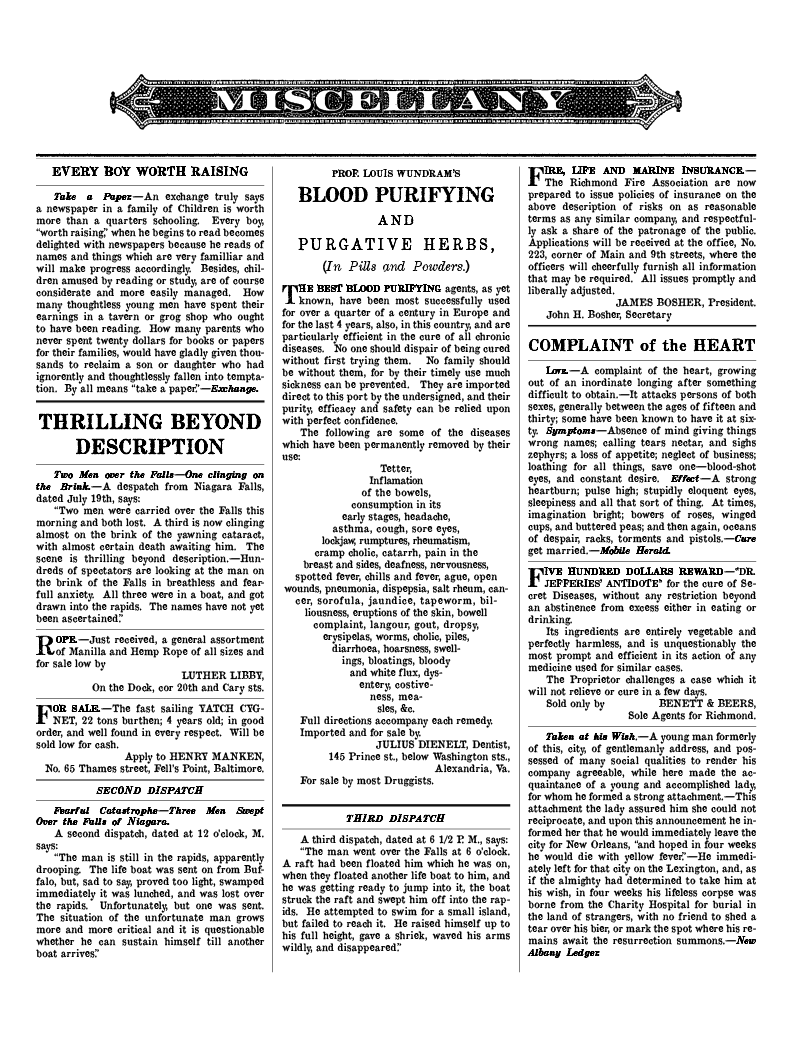 MISCELLANY
EVERY BOY WORTH RAISING
Take a Paper.—An exchange truly says
a newspaper in a family of Children is worth
more than a quarters schooling. Every boy,
"worth raising," when he begins to read becomes
delighted with newspapers because he reads of
names and things which are very familliar and
will make progress accordingly. Besides, chil-
dren amused by reading or study, are of course
considerate and more easily managed. How
many thoughtless young men have spent their
earnings in a tavern or grog shop who ought
to have been reading. How many parents who
never spent twenty dollars for books or papers
for their families, would have gladly given thou-
sands to reclaim a son or daughter who had
ignorently and thoughtlessly fallen into tempta-
tion. By all means "take a paper."—Exchange.
THRILLING BEYOND
DESCRIPTION
Two Men over the Falls—One clinging on
the Brink.—A despatch from Niagara Falls,
dated July 19th, says:
"Two men were carried over the Falls this
morning and both lost. A third is now clinging
almost on the brink of the yawning cataract,
with almost certain death awaiting him. The
scene is thrilling beyond description.—Hun-
dreds of spectators are looking at the man on
the brink of the Falls in breathless and fear-
full anxiety. All three were in a boat, and got
drawn into the rapids. The names have not yet
been ascertained."
ROPE.—Just received, a general assortment
of Manilla and Hemp Rope of all sizes and
for sale low by
LUTHER LIBBY,
On the Dock, cor 20th and Cary sts.
FOR SALE.—The fast sailing YATCH CYG-
NET, 22 tons burthen; 4 years old; in good
order, and well found in every respect. Will be
sold low for cash.
Apply to HENRY MANKEN,
No. 65 Thames street, Fell's Point, Baltimore.
SECOND DISPATCH
Fearful Catastrophe—Three Men Swept
Over the Falls of Niagara.
A second dispatch, dated at 12 o'clock, M.
says:
"The man is still in the rapids, apparently
drooping. The life boat was sent on from Buf-
falo, but, sad to say, proved too light, swamped
immediately it was lunched, and was lost over
the rapids. Unfortunately, but one was sent.
The situation of the unfortunate man grows
more and more critical and it is questionable
whether he can sustain himself till another
boat arrives."
PROF. LOUIS WUNDRAM'S
BLOOD PURIFYING
AND
PURGATIVE HERBS,
(In Pills and Powders.)
THE BEST BLOOD PURIFYING agents, as yet
known, have been most successfully used
for over a quarter of a century in Europe and
for the last 4 years, also, in this country, and are
particularly efficient in the cure of all chronic
diseases. No one should dispair of being cured
without first trying them. No family should
be without them, for by their timely use much
sickness can be prevented. They are imported
direct to this port by the undersigned, and their
purity, efficacy and safety can be relied upon
with perfect confidence.
The following are some of the diseases
which have been permanently removed by their
use:
Tetter,
Inflamation
of the bowels,
consumption in its
early stages, headache,
asthma, cough, sore eyes,
lockjaw, rumptures, rheumatism,
cramp cholic, catarrh, pain in the
breast and sides, deafness, nervousness,
spotted fever, chills and fever, ague, open
wounds, pneumonia, dispepsia, salt rheum, can-
cer, sorofula, jaundice, tapeworm, bil-
liousness, eruptions of the skin, bowell
complaint, langour, gout, dropsy,
erysipelas, worms, cholic, piles,
diarrhoea, hoarsness, swell-
ings, bloatings, bloody
and white flux, dys-
entery, costive-
ness, mea-
sles, &c.
Full directions accompany each remedy.
Imported and for sale by.
JULIUS DIENELT, Dentist,
145 Prince st., below Washington sts.,
Alexandria, Va.
For sale by most Druggists.
THIRD DISPATCH
A third dispatch, dated at 6 1/2 P. M., says:
"The man went over the Falls at 6 o'clock.
A raft had been floated him which he was on,
when they floated another life boat to him, and
he was getting ready to jump into it, the boat
struck the raft and swept him off into the rap-
ids. He attempted to swim for a small island,
but failed to reach it. He raised himself up to
his full height, gave a shriek, waved his arms
wildly, and disappeared."
FIRE, LIFE AND MARINE INSURANCE.—
The Richmond Fire Association are now
prepared to issue policies of insurance on the
above description of risks on as reasonable
terms as any similar company, and respectful-
ly ask a share of the patronage of the public.
Applications will be received at the office, No.
223, corner of Main and 9th streets, where the
officers will cheerfully furnish all information
that may be required. All issues promptly and
liberally adjusted.
JAMES BOSHER, President.
John H. Bosher, Secretary
COMPLAINT of the HEART
Love.—A complaint of the heart, growing
out of an inordinate longing after something
difficult to obtain.—It attacks persons of both
sexes, generally between the ages of fifteen and
thirty; some have been known to have it at six-
ty. Symptoms—Absence of mind giving things
wrong names; calling tears nectar, and sighs
zephyrs; a loss of appetite; neglect of business;
loathing for all things, save one—blood-shot
eyes, and constant desire. Effect—A strong
heartburn; pulse high; stupidly eloquent eyes,
sleepiness and all that sort of thing. At times,
imagination bright; bowers of roses, winged
cups, and buttered peas; and then again, oceans
of despair, racks, torments and pistols.—Cure
get married.—Mobile Herald.
FIVE HUNDRED DOLLARS REWARD—"DR.
JEFFERIES' ANTIDOTE" for the cure of Se-
cret Diseases, without any restriction beyond
an abstinence from excess either in eating or
drinking.
Its ingredients are entirely vegetable and
perfectly harmless, and is unquestionably the
most prompt and efficient in its action of any
medicine used for similar cases.
The Proprietor challenges a case which it
will not relieve or cure in a few days.
Sold only by BENETT & BEERS,
Sole Agents for Richmond.
Taken at his Wish.—A young man formerly
of this, city, of gentlemanly address, and pos-
sessed of many social qualities to render his
company agreeable, while here made the ac-
quaintance of a young and accomplished lady,
for whom he formed a strong attachment.—This
attachment the lady assured him she could not
reciprocate, and upon this announcement he in-
formed her that he would immediately leave the
city for New Orleans, "and hoped in four weeks
he would die with yellow fever."—He immedi-
ately left for that city on the Lexington, and, as
if the almighty had determined to take him at
his wish, in four weeks his lifeless corpse was
borne from the Charity Hospital for burial in
the land of strangers, with no friend to shed a
tear over his bier, or mark the spot where his re-
mains await the resurrection summons.—New
Albany Ledger.